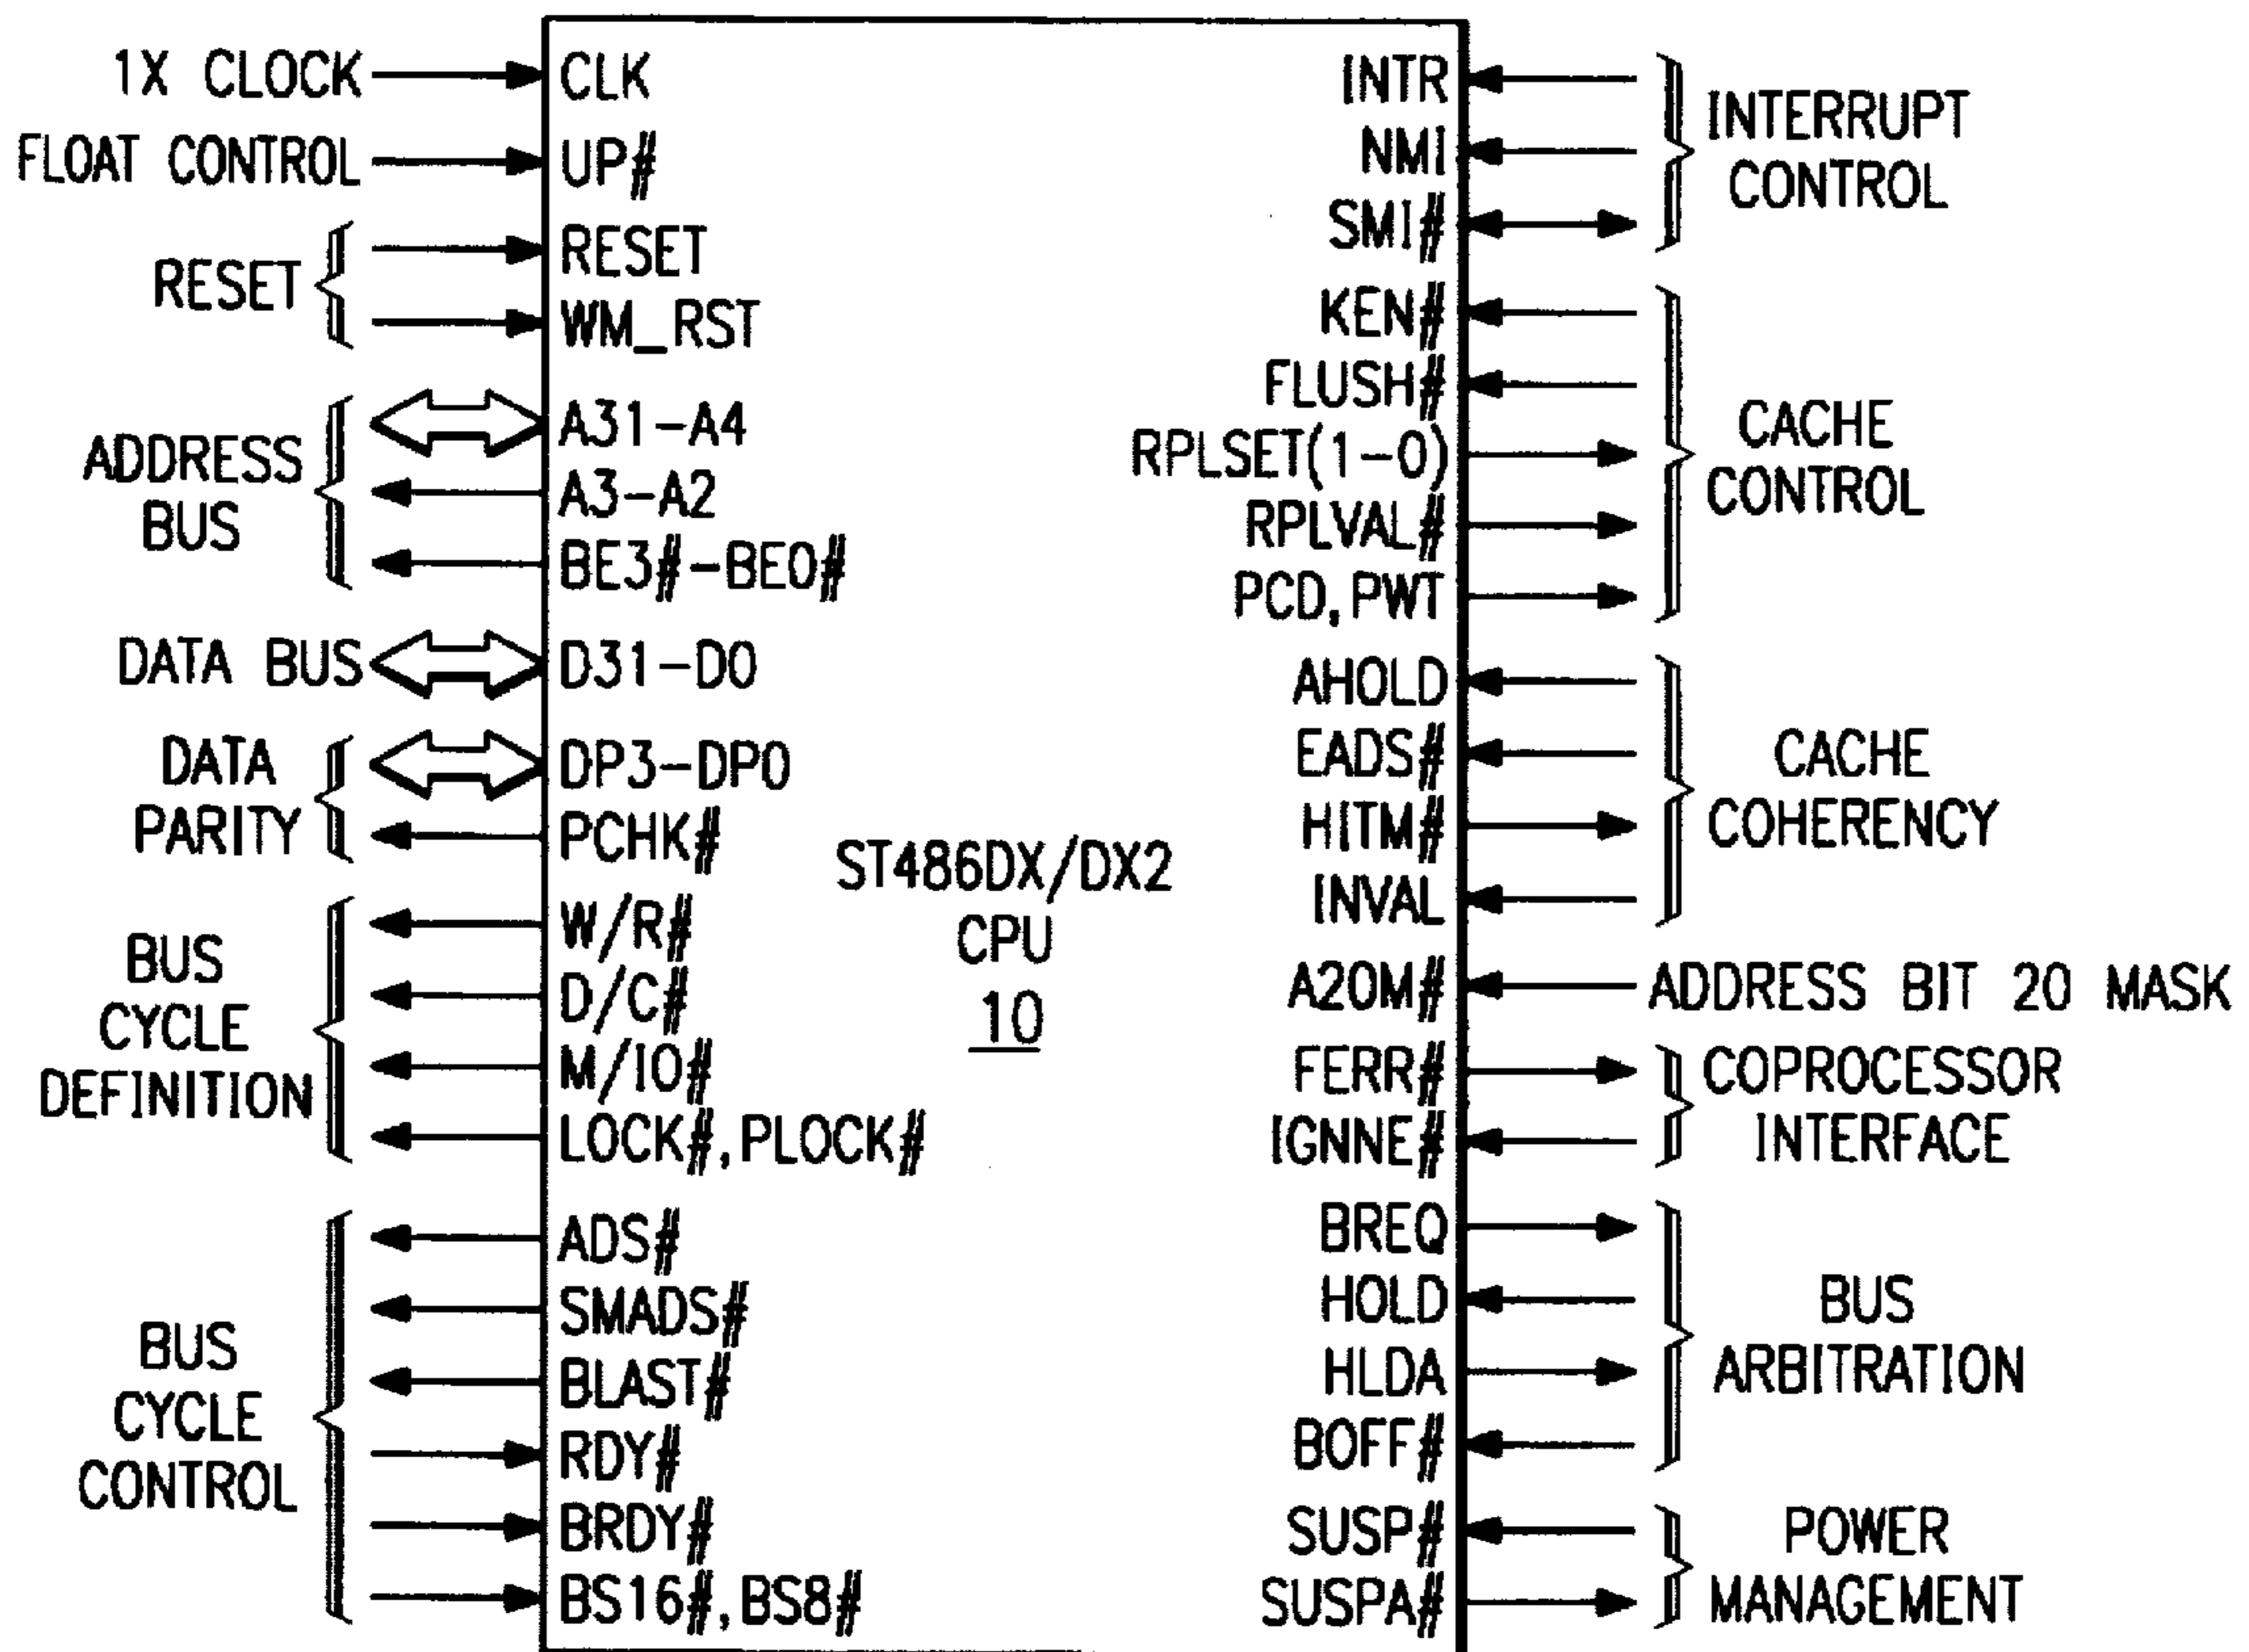 1X CLOCK
FLOAT CONTROL
RESET
ADDRESS
BUS
DATA BUS
DATA
PARITY
BUS
CYCLE
DEFINITION
BUS
CYCLE
CONTROL
CLK
UP#
RESET
WM_RST
A31-A4
A3-A2
BE3#-BE0#
D31-D0
DP3-DP0
PCHK#
W/R#
D/C#
M/IO#
LOCK#,PLOCK#
ADS#
SMADS#
BLAST#
RDY#
BRDY#
BS16#,BS8#
ST486DX/DX2
CPU
10
INTR
NMI
SMI#
KEN#
FLUSH#
RPLSET(1-0)
RPLVAL#
PCD,PWT
AHOLD
EADS#
HITM#
INVAL
A20M#
FERR#
IGNNE#
BREQ
HOLD
HLDA
BOFF#
SUSP#
SUSPA#
INTERRUPT
CONTROL
CACHE
CONTROL
CACHE
COHERENCY
ADDRESS BIT 20 MASK
COPROCESSOR
INTERFACE
BUS
ARBITRATION
POWER
MANAGEMENT